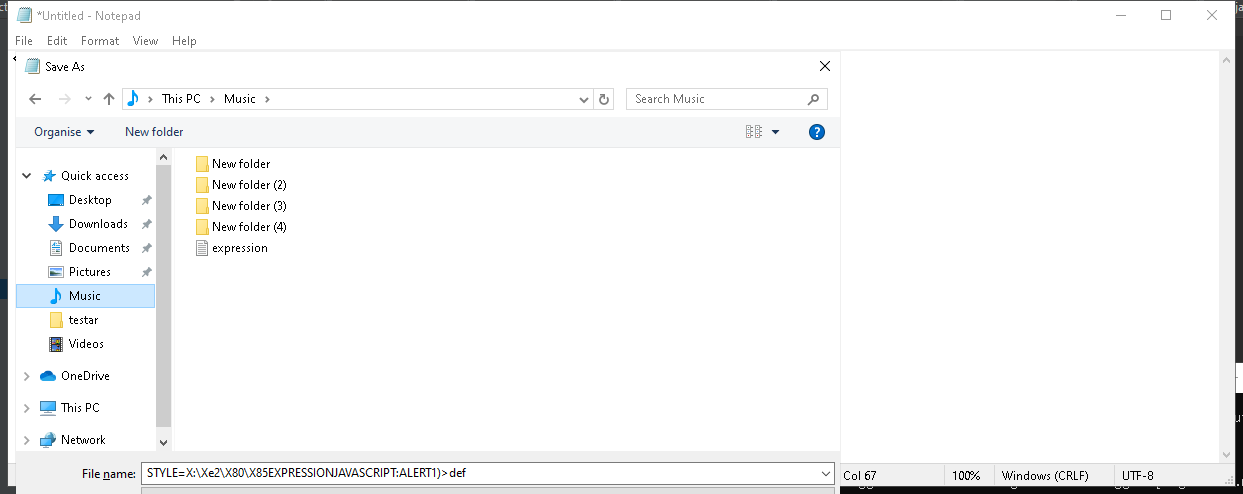 *Untitled - Notepad
File Edit Format View Help
Save As
This PC Music
Search Music
Organise New folder
Quick access
Desktop
Downloads
Documents
Pictures
Music
testar
Videos
OneDrive
This PC
Network
New folder
New folder (2)
New folder (3)
New folder (4)
expression
File name: STYLE=X:\Xe2\X80\X85EXPRESSIONJAVASCRIPT:ALERT1)>def
Col 67 100% Windows (CRLF) UTF-8